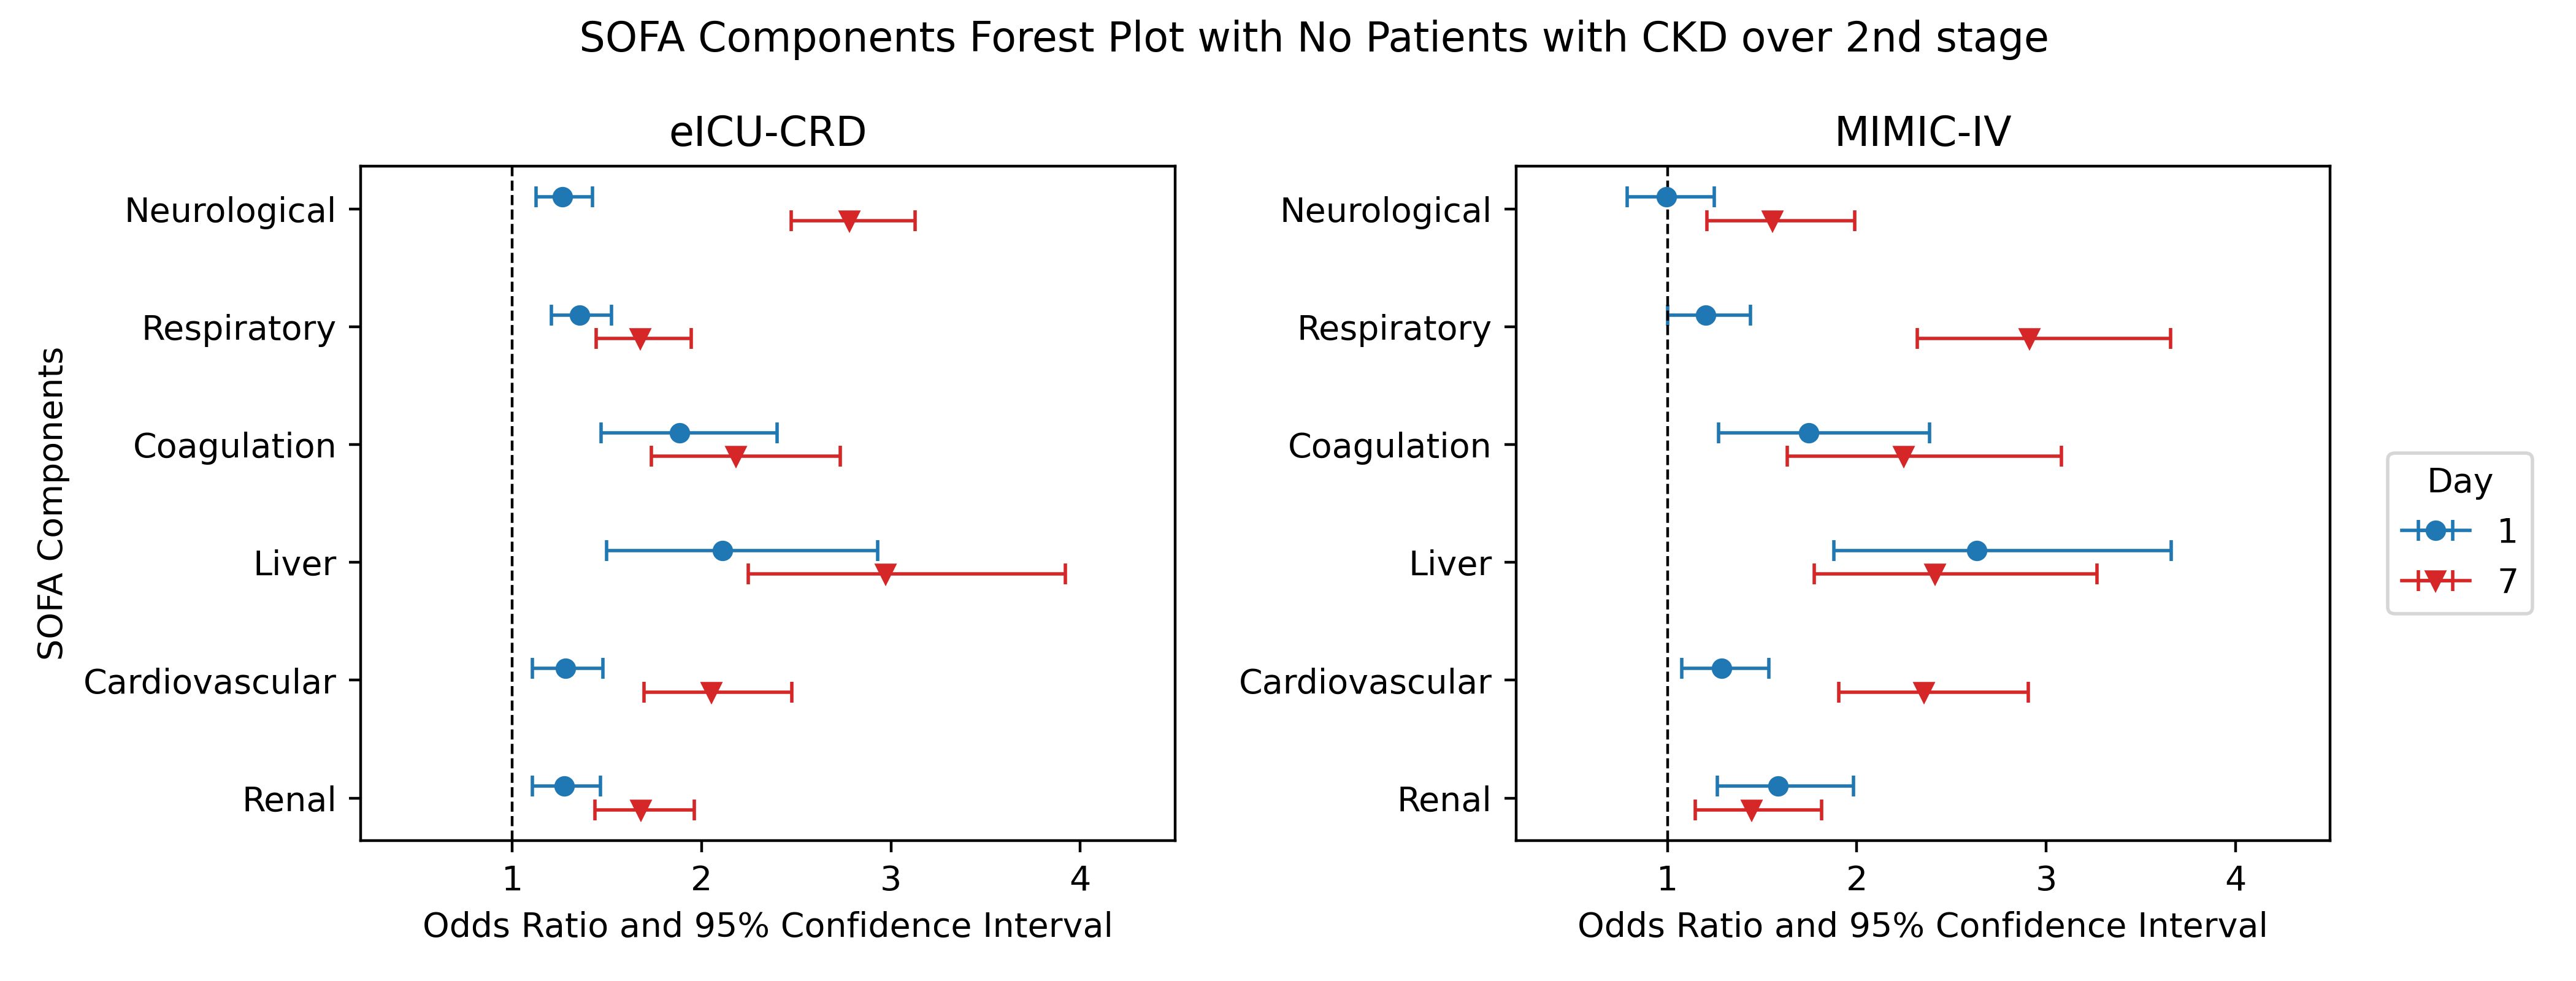 SOFA Components Forest Plot with No Patients with CKD over 2nd stage
eICU-CRD
SOFA Components
Neurological
Respiratory
Coagulation
Liver
Cardiovascular
Renal
1 2 3 4
Odds Ratio and 95% Confidence Interval
MIMIC-IV
Neurological
Respiratory
Coagulation
Liver
Cardiovascular
Renal
1 2 3 4
Odds Ratio and 95% Confidence Interval
Day
1
7